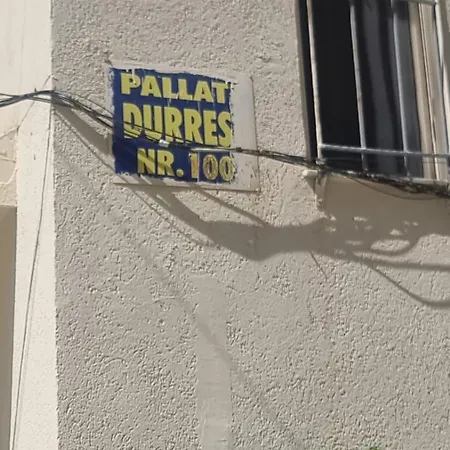 PALLAT
DURRES
NR. 100